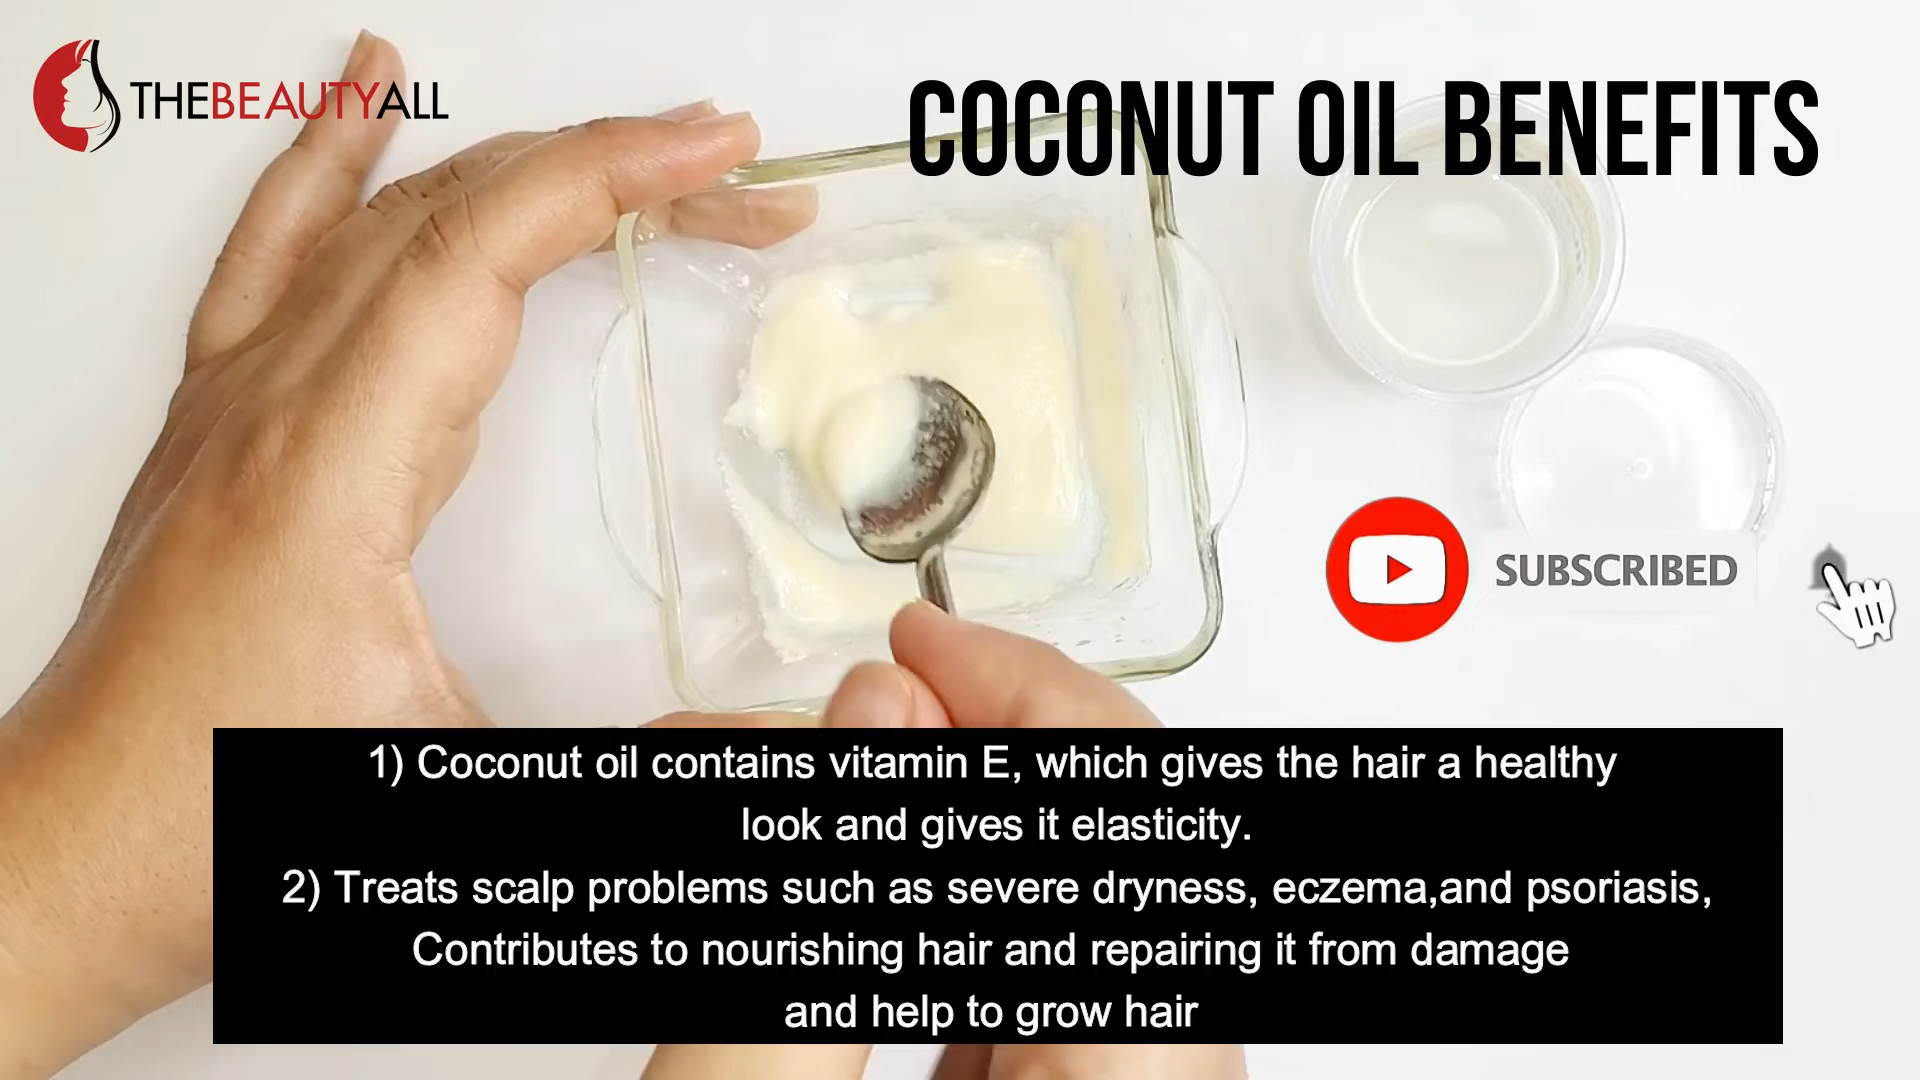 THEBEAUTYALL
COCONUT OIL BENEFITS
SUBSCRIBED
1) Coconut oil contains vitamin E, which gives the hair a healthy
look and gives it elasticity.
2) Treats scalp problems such as severe dryness, eczema,and psoriasis,
Contributes to nourishing hair and repairing it from damage
and help to grow hair